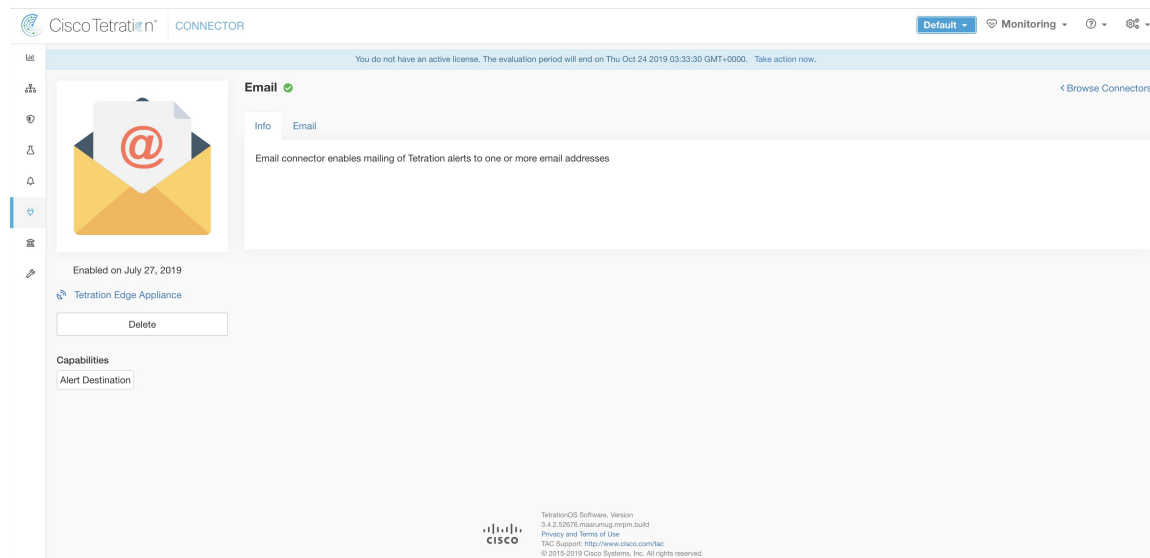 Cisco Tetration™ CONNECTOR
Default Monitoring ?
You do not have an active license. The evaluation period will end on Thu Oct 24 2019 03:33:30 GMT+0000. Take action now.
Email
< Browse Connectors
Info Email
@
Email connector enables mailing of Tetration alerts to one or more email addresses
Enabled on July 27, 2019
Tetration Edge Appliance
Delete
Capabilities
Alert Destination
CISCO
TetrationOS Software, Version
3.4.2.52676.maarumug.mrpm.build
Privacy and Terms of Use
TAC Support: http://www.cisco.com/tac
© 2015-2019 Cisco Systems, Inc. All rights reserved.